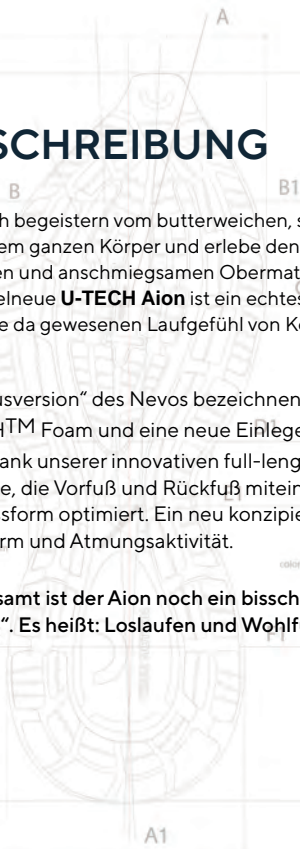 A
SCHREIBUNG
B B1
h begeistern vom butterweichen, s
em ganzen Körper und erlebe den
en und anschmiegsamen Obermat
elneue U-TECH Aion ist ein echtes
e da gewesenen Laufgefühl von Ko
usversion“ des Nevos bezeichnen
H™ Foam und eine neue Einlege
ank unserer innovativen full-leng
e, die Vorfuß und Rückfuß mitein
ssform optimiert. Ein neu konzipie
rm und Atmungsaktivität.
samt ist der Aion noch ein bissch
“. Es heißt: Loslaufen und Wohlf
A1